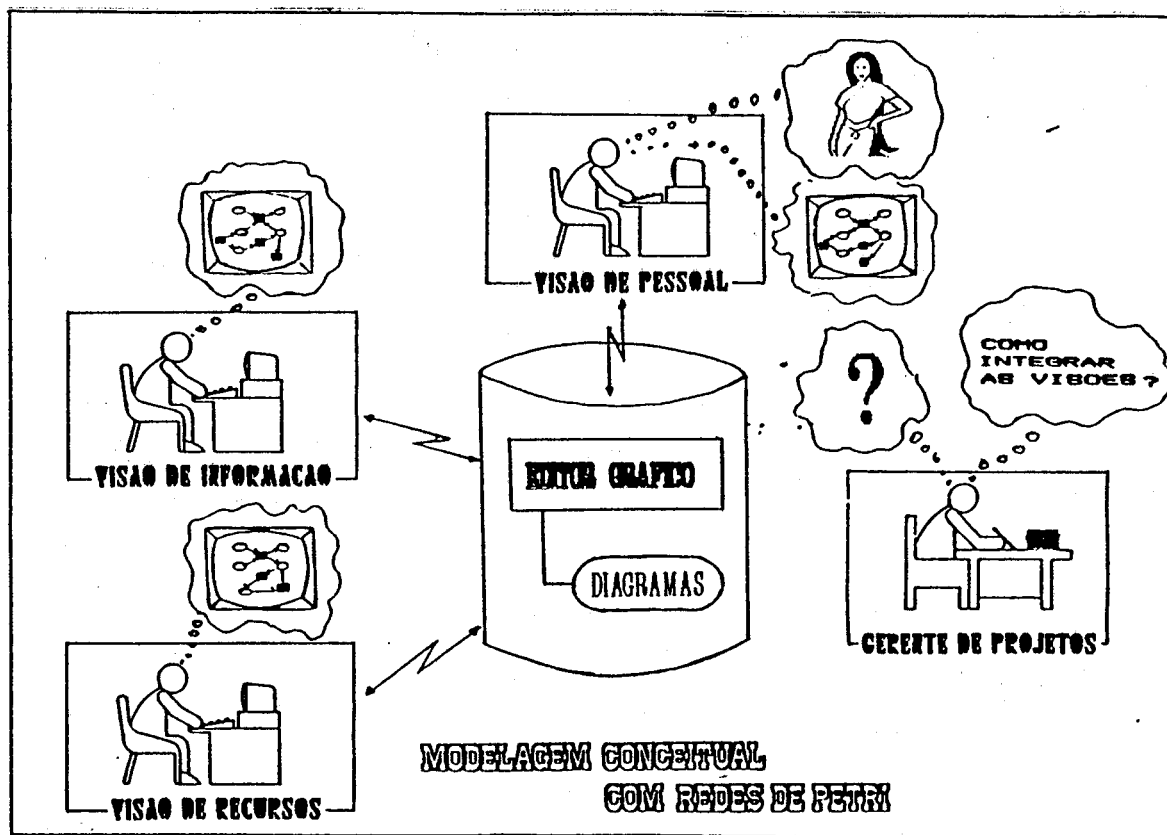 VISAO DE PESSOAL
?
COMO
INTEGRAR
AS VISOES?
VISAO DE INFORMACAO
EDITOR GRAFICO
DIAGRAMAS
GERENTE DE PROJETOS
VISAO DE RECURSOS
MODELAGEM CONCEITUAL
COM REDES DE PETRI